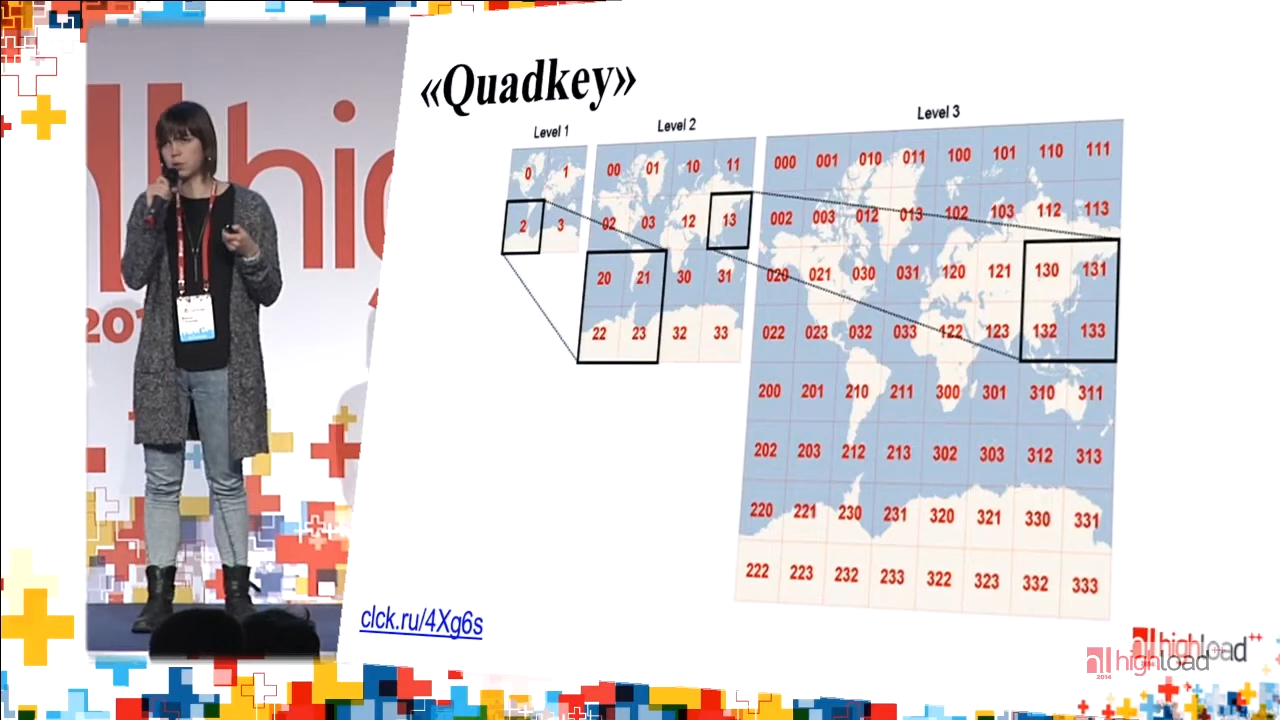 hi
201
«Quadkey»
Level 1
0 1
2 3
Level 2
00 01 10 11
02 03 12 13
20 21 30 31
22 23 32 33
Level 3
000 001 010 011 100 101 110 111
002 003 012 013 102 103 112 113
020 021 030 031 120 121 130 131
022 023 032 033 122 123 132 133
200 201 210 211 300 301 310 311
202 203 212 213 302 303 312 313
220 221 230 231 320 321 330 331
222 223 232 233 322 323 332 333
clck.ru/4Xg6s
highload++
highload++
2014